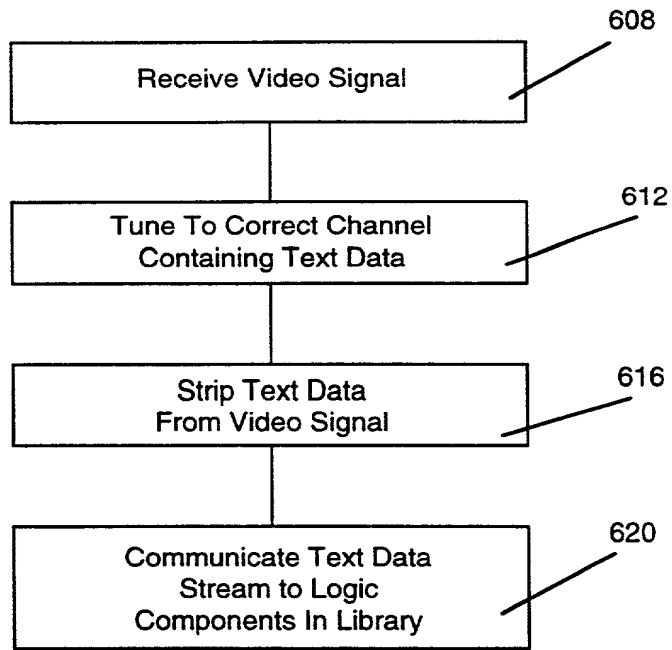 608
Receive Video Signal
612
Tune To Correct Channel
Containing Text Data
616
Strip Text Data
From Video Signal
620
Communicate Text Data
Stream to Logic
Components In Library